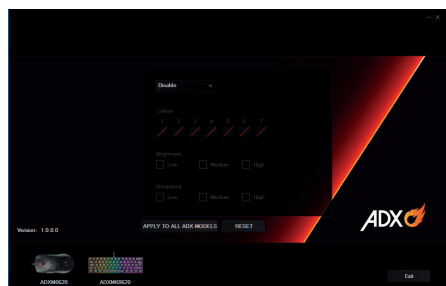 Disable
Colour
1 2 3 4 5 6 7
Brightness
Low Medium High
Frequency
Low Medium High
APPLY TO ALL ADX MODELS RESET
ADX
Version: 1.0.0.0
ADXM0620 ADXMK0620
Exit